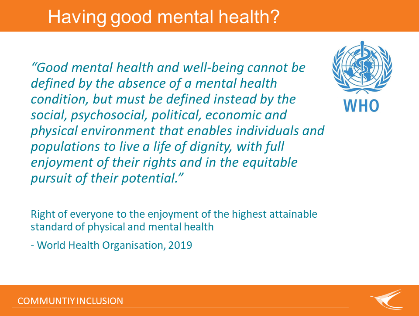 Having good mental health?
“Good mental health and well-being cannot be
defined by the absence of a mental health
condition, but must be defined instead by the
social, psychosocial, political, economic and
physical environment that enables individuals and
populations to live a life of dignity, with full
enjoyment of their rights and in the equitable
pursuit of their potential.”
WHO
Right of everyone to the enjoyment of the highest attainable
standard of physical and mental health
- World Health Organisation, 2019
COMMUNTIY INCLUSION